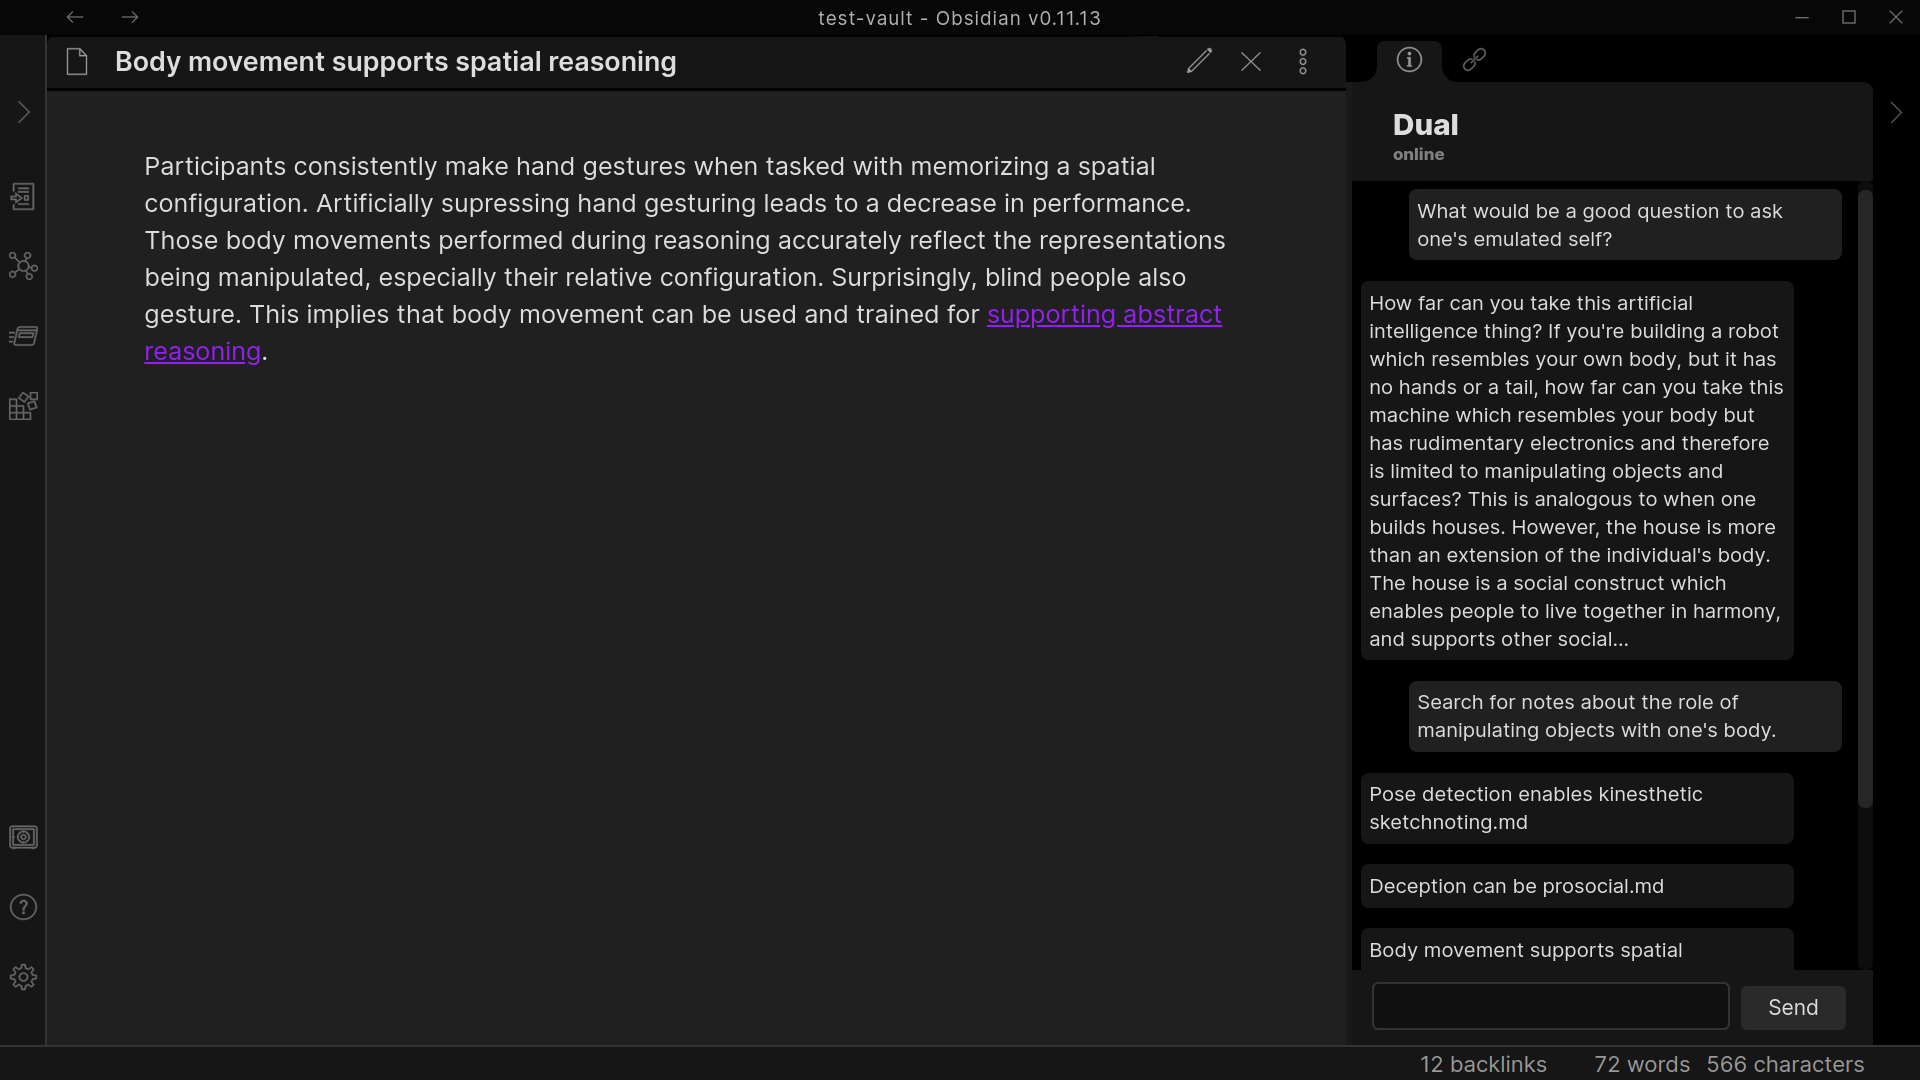 test-vault - Obsidian v0.11.13
Body movement supports spatial reasoning
Participants consistently make hand gestures when tasked with memorizing a spatial
configuration. Artificially supressing hand gesturing leads to a decrease in performance.
Those body movements performed during reasoning accurately reflect the representations
being manipulated, especially their relative configuration. Surprisingly, blind people also
gesture. This implies that body movement can be used and trained for supporting abstract
reasoning.
Dual
online
What would be a good question to ask
one's emulated self?
How far can you take this artificial
intelligence thing? If you're building a robot
which resembles your own body, but it has
no hands or a tail, how far can you take this
machine which resembles your body but
has rudimentary electronics and therefore
is limited to manipulating objects and
surfaces? This is analogous to when one
builds houses. However, the house is more
than an extension of the individual's body.
The house is a social construct which
enables people to live together in harmony,
and supports other social...
Search for notes about the role of
manipulating objects with one's body.
Pose detection enables kinesthetic
sketchnoting.md
Deception can be prosocial.md
Body movement supports spatial
Send
12 backlinks 72 words 566 characters